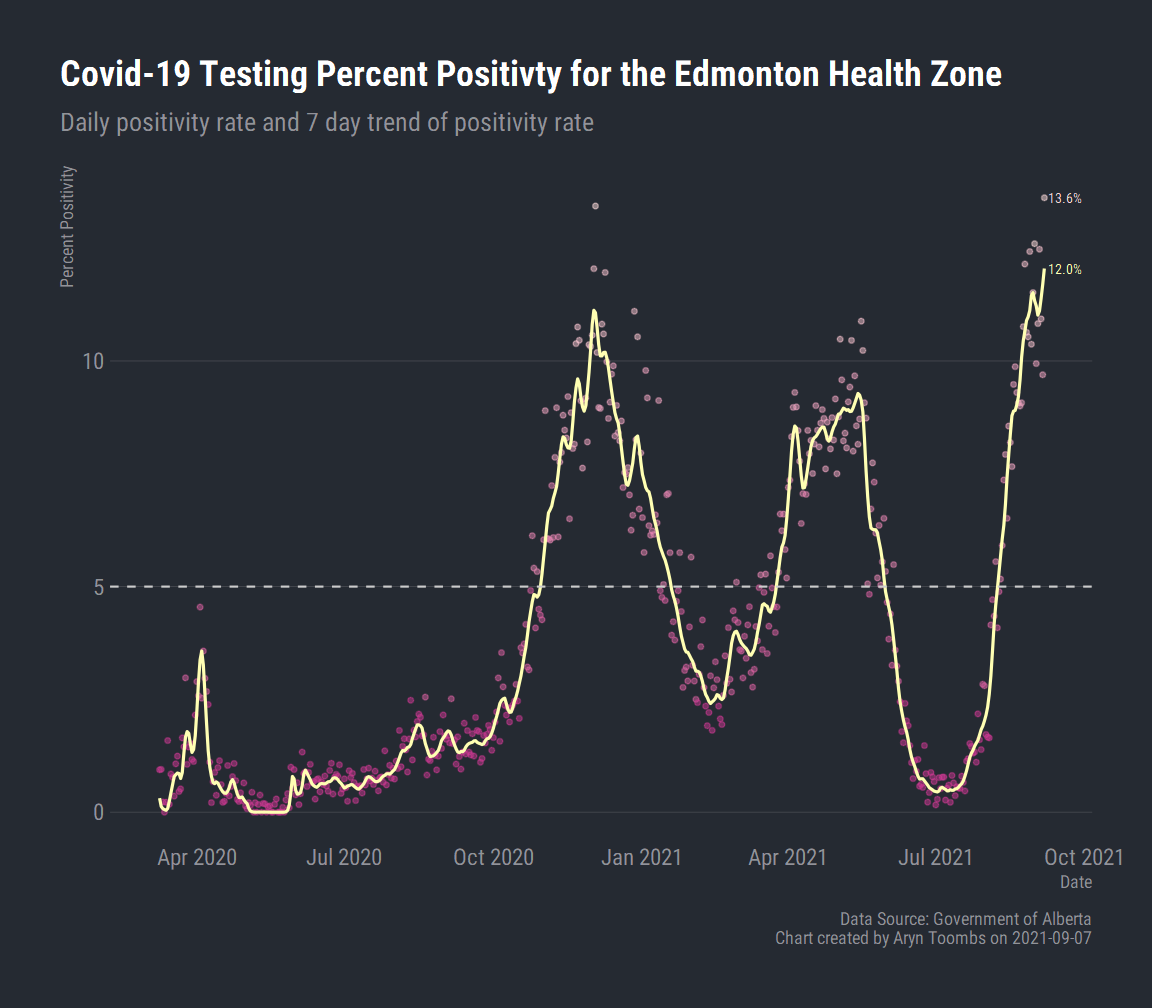 Covid-19 Testing Percent Positivty for the Edmonton Health Zone
Daily positivity rate and 7 day trend of positivity rate
Percent Positivity
13.6%
12.0%
10
5
0
Apr 2020 Jul 2020 Oct 2020 Jan 2021 Apr 2021 Jul 2021 Oct 2021
Date
Data Source: Government of Alberta
Chart created by Aryn Toombs on 2021-09-07